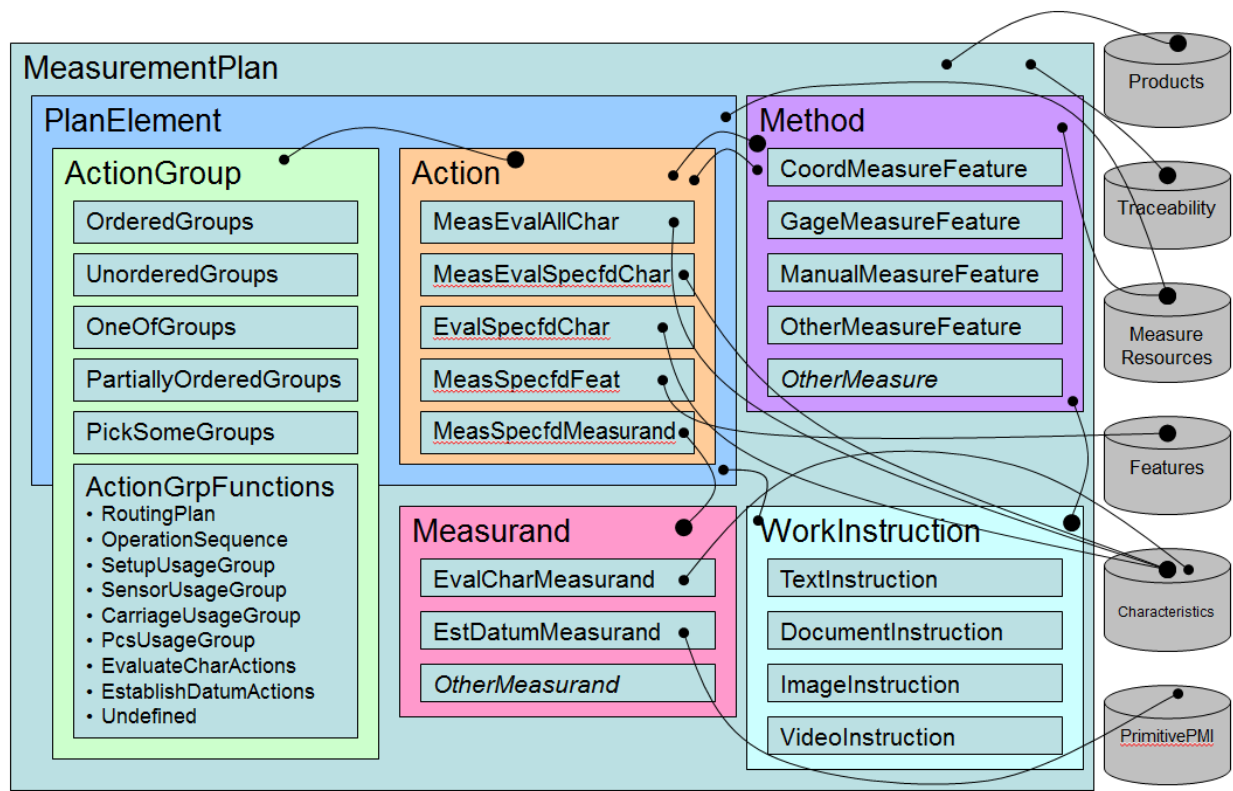 MeasurementPlan
PlanElement
ActionGroup
OrderedGroups
UnorderedGroups
OneOfGroups
PartiallyOrderedGroups
PickSomeGroups
ActionGrpFunctions
• RoutingPlan
• OperationSequence
• SetupUsageGroup
• SensorUsageGroup
• CarriageUsageGroup
• PcsUsageGroup
• EvaluateCharActions
• EstablishDatumActions
• Undefined
Action
MeasEvalAllChar
MeasEvalSpecfdChar
EvalSpecfdChar
MeasSpecfdFeat
MeasSpecfdMeasurand
Measurand
EvalCharMeasurand
EstDatumMeasurand
OtherMeasurand
Method
CoordMeasureFeature
GageMeasureFeature
ManualMeasureFeature
OtherMeasureFeature
OtherMeasure
WorkInstruction
TextInstruction
DocumentInstruction
ImageInstruction
VideoInstruction
Products
Traceability
Measure
Resources
Features
Characteristics
PrimitivePMI